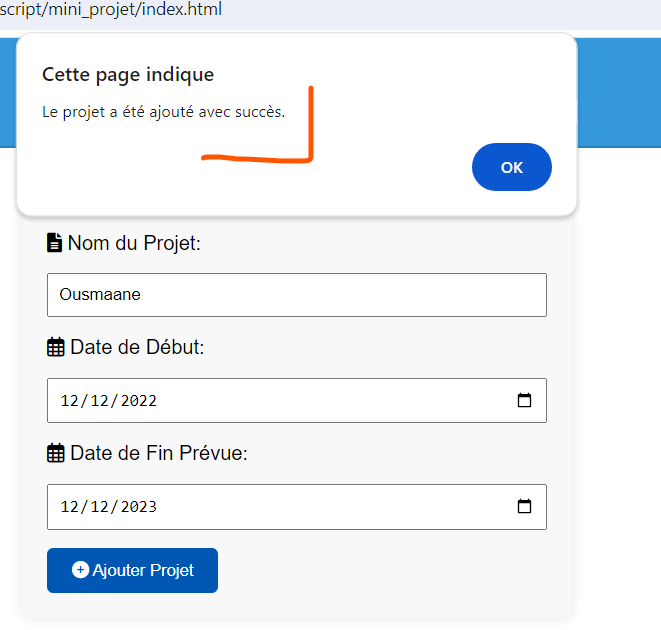 script/mini_projet/index.html
Cette page indique
Le projet a été ajouté avec succès.
OK
Nom du Projet:
Ousmaane
Date de Début:
12/12/2022
Date de Fin Prévue:
12/12/2023
Ajouter Projet